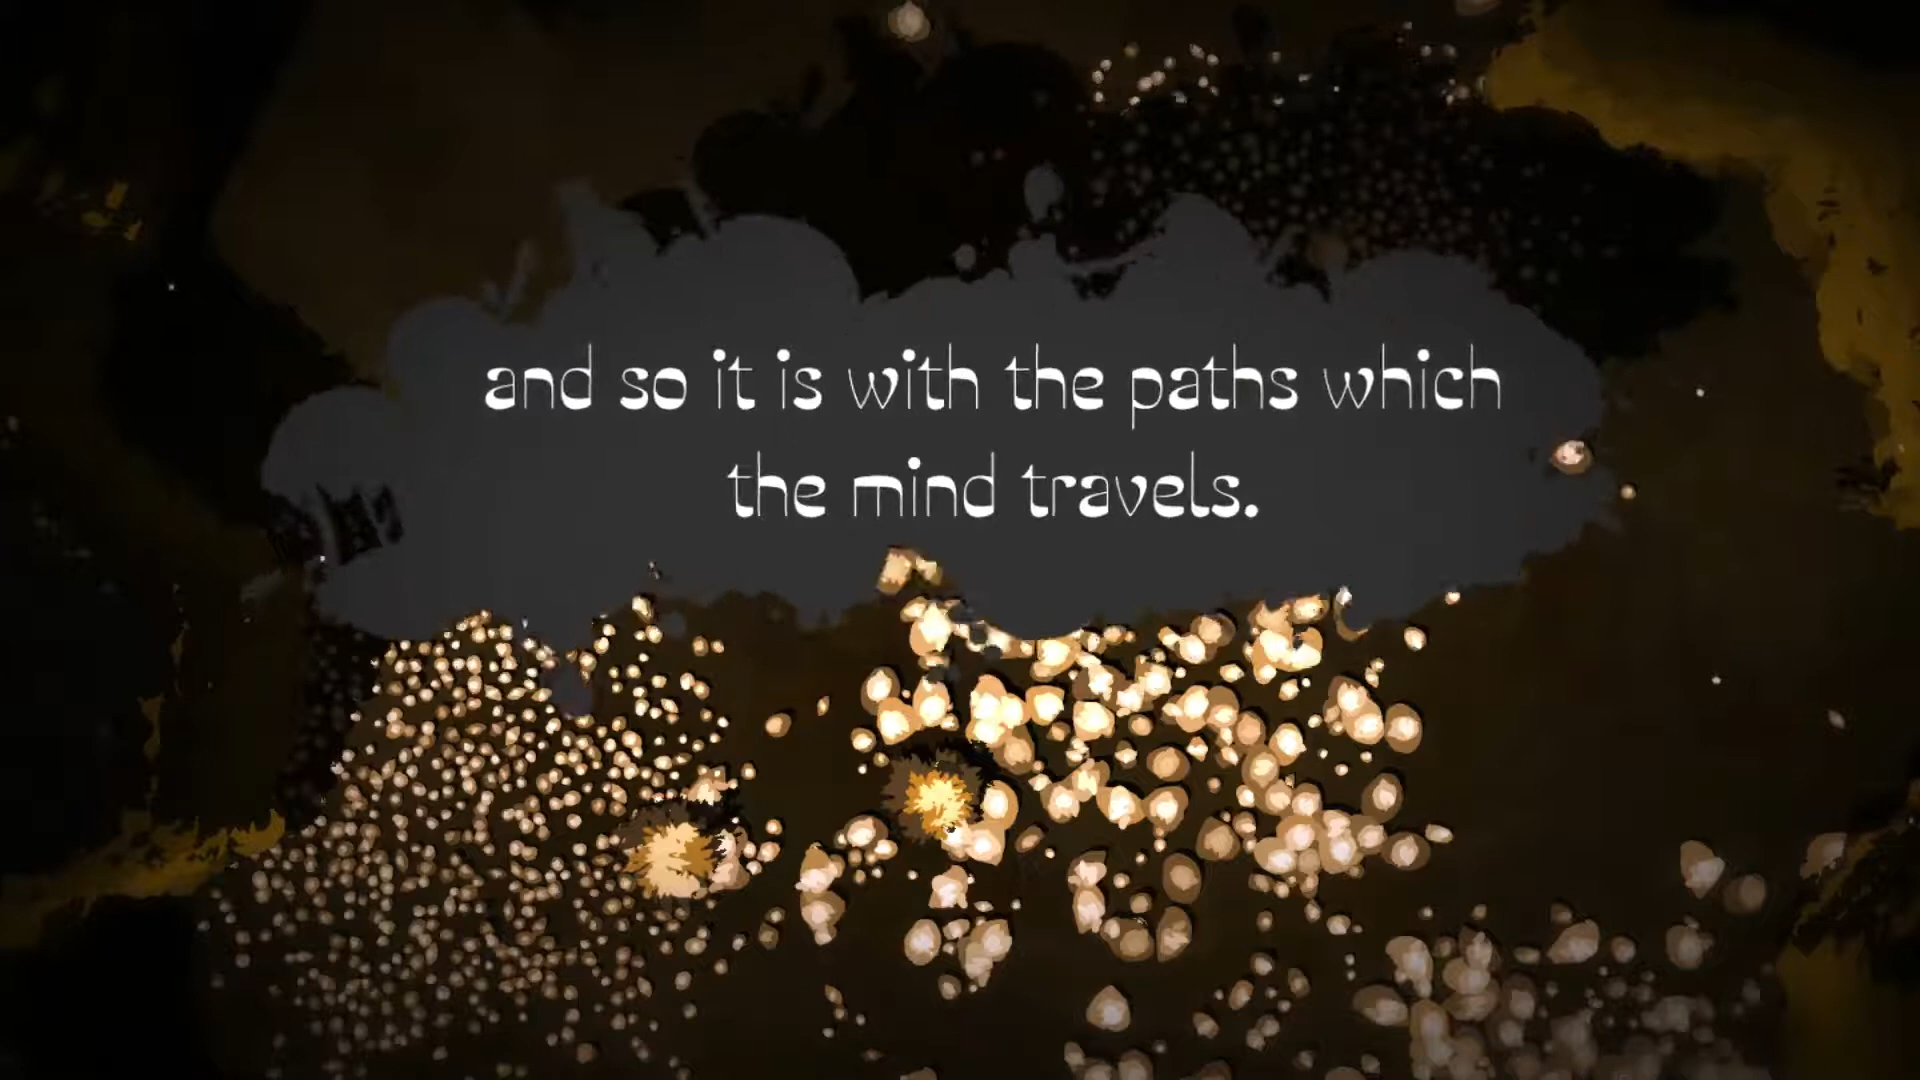 and so it is with the paths which
the mind travels.